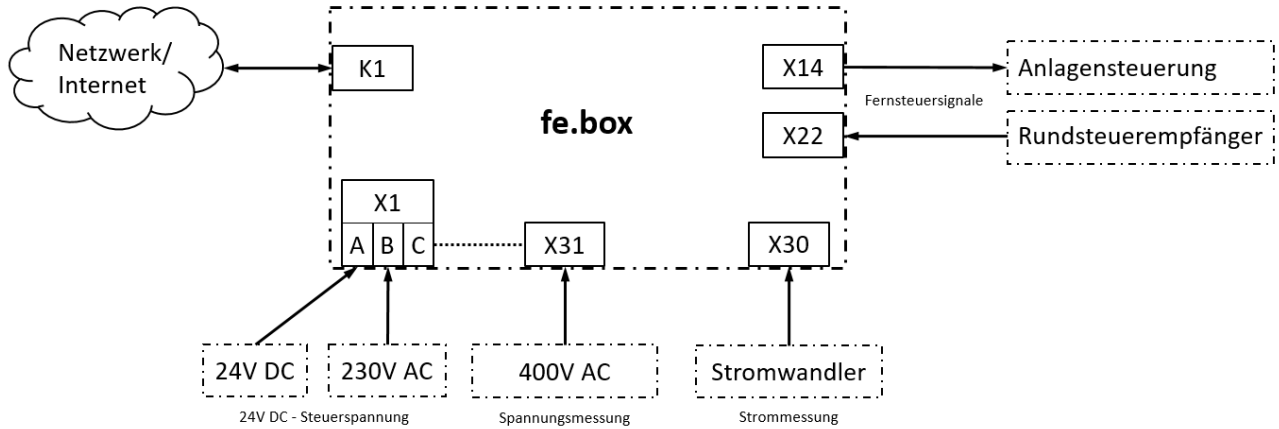 Netzwerk/
Internet
K1
fe.box
X14
Anlagensteuerung
Fernsteuersignale
X22
Rundsteuerempfänger
X1
A B C
X31
X30
24V DC
230V AC
400V AC
Stromwandler
24V DC - Steuerspannung
Spannungsmessung
Strommessung